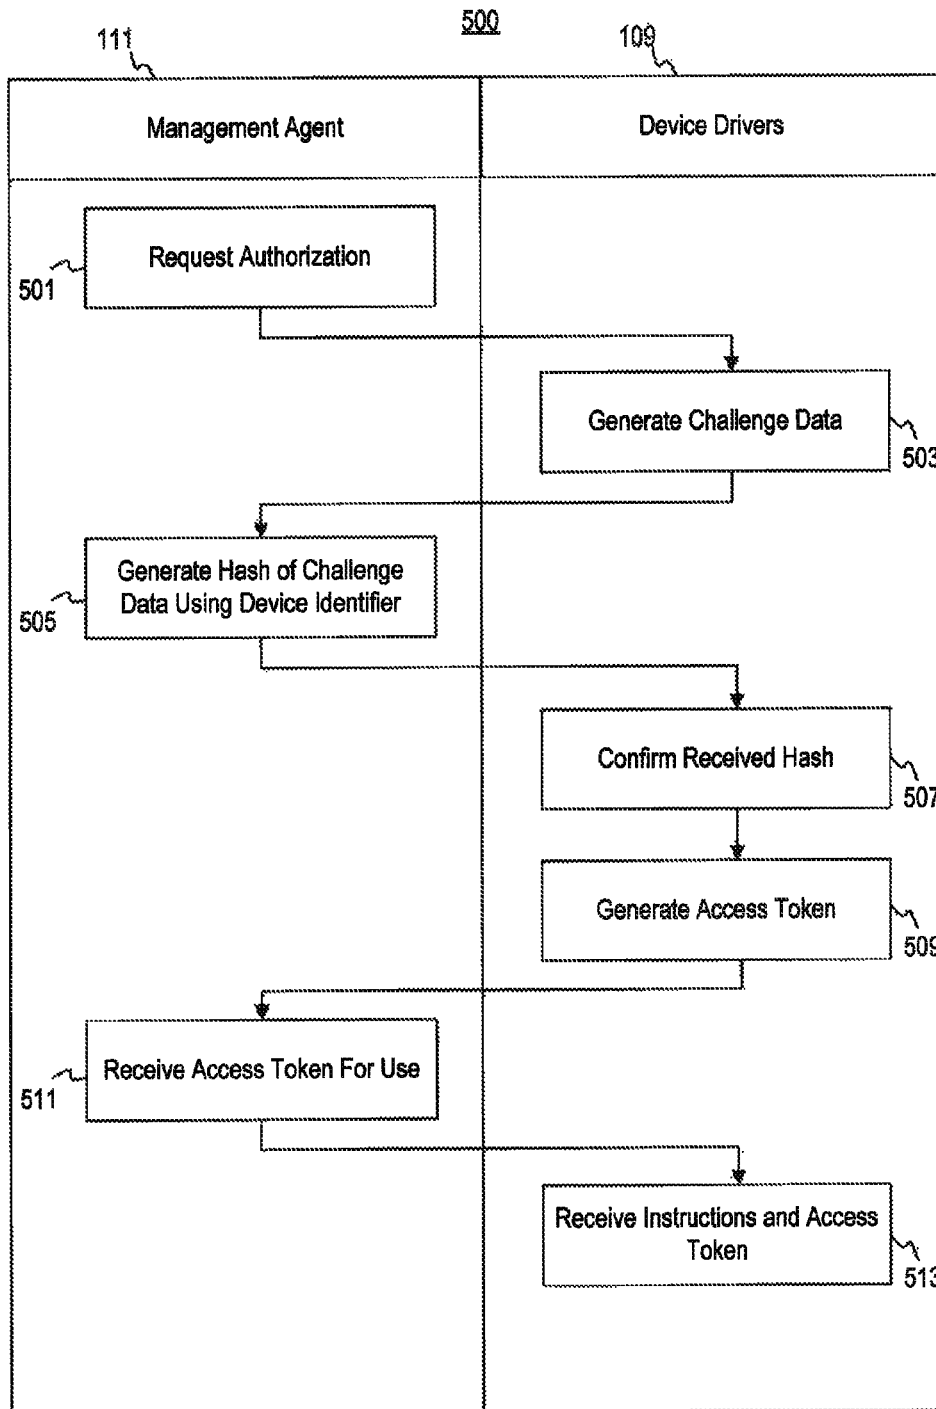 500
111
109
Management Agent
Device Drivers
Request Authorization
501
Generate Challenge Data
503
Generate Hash of Challenge
Data Using Device Identifier
505
Confirm Received Hash
507
Generate Access Token
509
Receive Access Token For Use
511
Receive Instructions and Access
Token
513